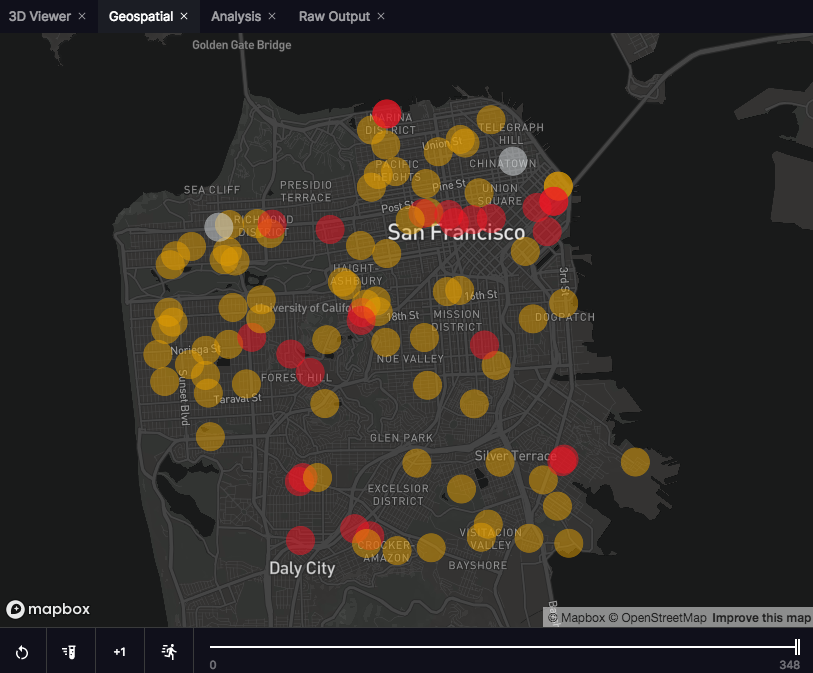 3D Viewer ×
Geospatial ×
Analysis ×
Raw Output ×
Golden Gate Bridge
MARINA
DISTRICT
TELEGRAPH
HILL
Union St
CHINATOWN
PACIFIC
HEIGHTS
SEA CLIFF
PRESIDIO
TERRACE
Pine St
UNION
SQUARE
Post St
RICHMOND
DISTRICT
San Francisco
HAIGHT-
ASHBURY
3rd St
16th St
University of Califo
18th St
MISSION
DISTRICT
DOGPATCH
Noriega St
NOE VALLEY
FOREST HILL
Sunset Blvd
Taraval St
GLEN PARK
Silver Terrace
EXCELSIOR
DISTRICT
VISITACION
VALLEY
CROCKER-
AMAZON
BAYSHORE
Daly City
mapbox
© Mapbox © OpenStreetMap Improve this map
+1
0
348